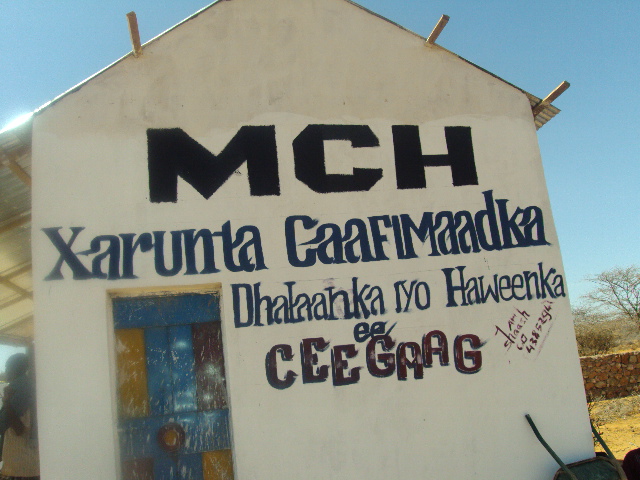 MCH
Xarunta Caafimaadka
Dhalaanka iyo Haweenka
ee
CEEGAAG